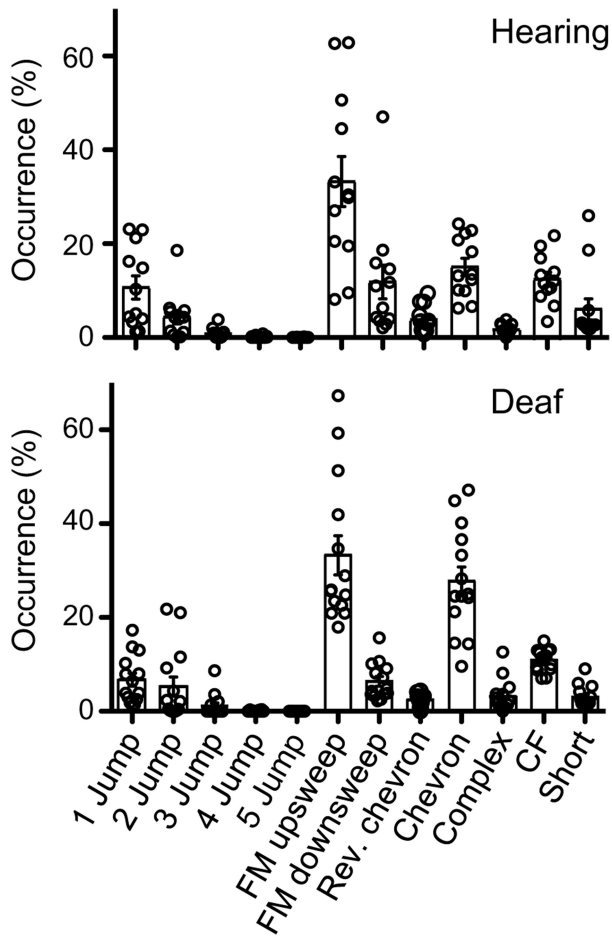 Hearing
Occurrence (%)
60
40
20
0
Deaf
Occurrence (%)
60
40
20
0
1 Jump
2 Jump
3 Jump
4 Jump
5 Jump
FM upsweep
FM downsweep
Rev. chevron
Chevron
Complex
CF
Short